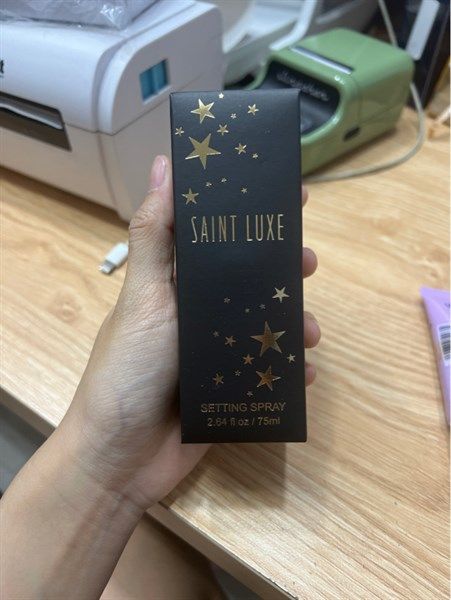 SAINT LUXE
SETTING SPRAY
2.64 fl oz / 75ml